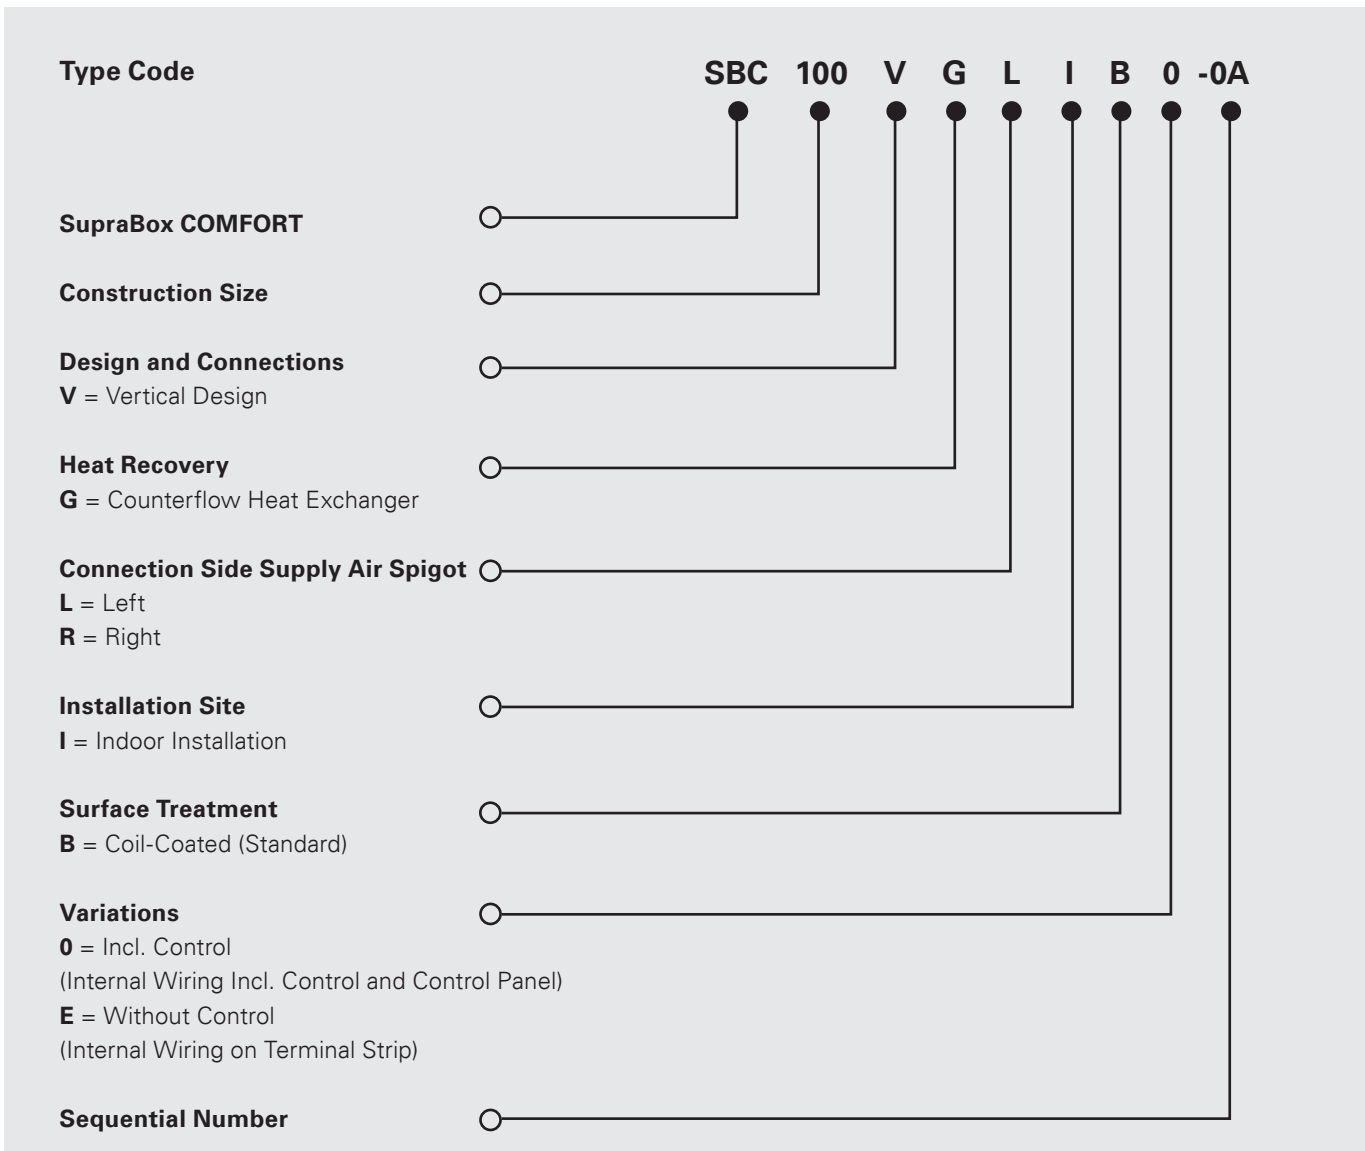 Type Code SBC 100 V G L I B 0 -0A
SupraBox COMFORT
Construction Size
Design and Connections
V = Vertical Design
Heat Recovery
G = Counterflow Heat Exchanger
Connection Side Supply Air Spigot
L = Left
R = Right
Installation Site
I = Indoor Installation
Surface Treatment
B = Coil-Coated (Standard)
Variations
0 = Incl. Control
(Internal Wiring Incl. Control and Control Panel)
E = Without Control
(Internal Wiring on Terminal Strip)
Sequential Number